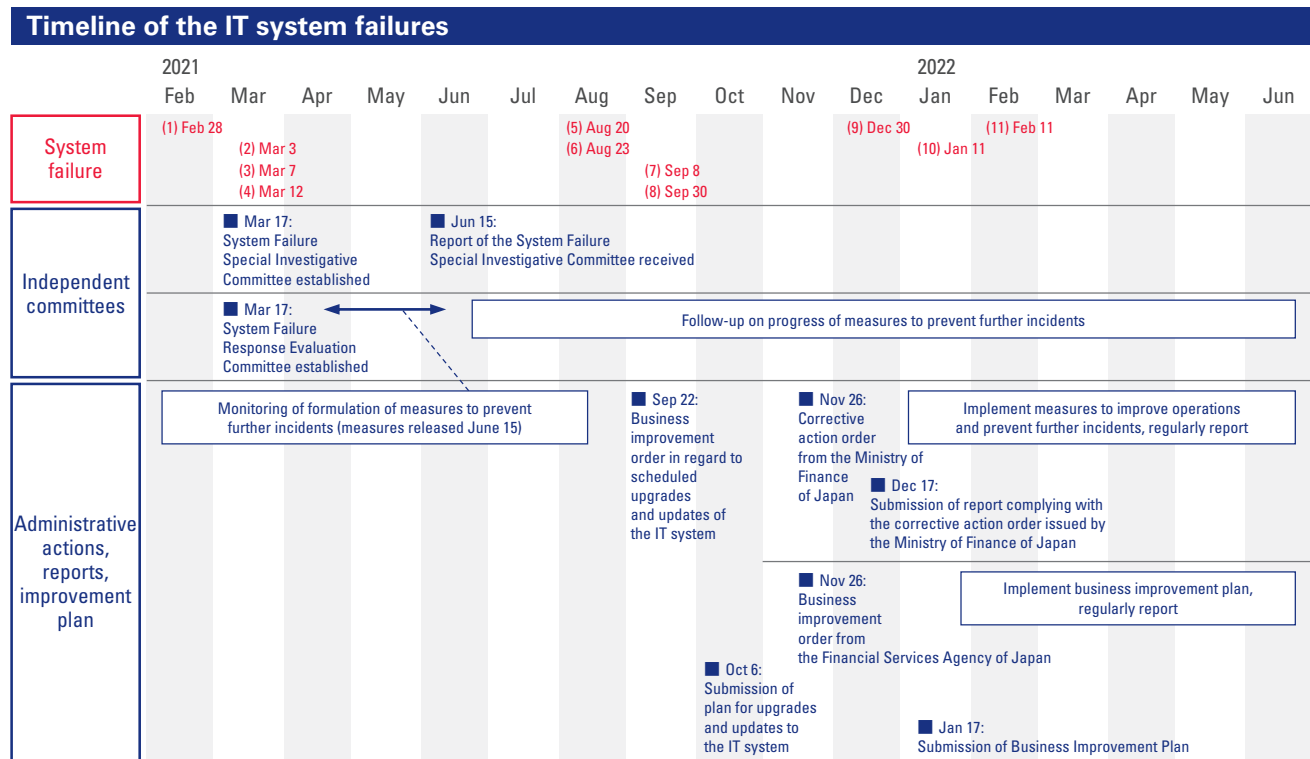 Timeline of the IT system failures
2021
2022
Feb Mar Apr May Jun Jul Aug Sep Oct Nov Dec Jan Feb Mar Apr May Jun
System
failure
(1) Feb 28
(2) Mar 3
(3) Mar 7
(4) Mar 12
(5) Aug 20
(6) Aug 23
(7) Sep 8
(8) Sep 30
(9) Dec 30
(10) Jan 11
(11) Feb 11
Independent
committees
■ Mar 17:
System Failure
Special Investigative
Committee established
■ Jun 15:
Report of the System Failure
Special Investigative Committee received
■ Mar 17:
System Failure
Response Evaluation
Committee established
Follow-up on progress of measures to prevent further incidents
Administrative
actions,
reports,
improvement
plan
Monitoring of formulation of measures to prevent
further incidents (measures released June 15)
■ Sep 22:
Business
improvement
order in regard to
scheduled
upgrades
and updates of
the IT system
■ Nov 26:
Corrective
action order
from the Ministry of
Finance
of Japan
Implement measures to improve operations
and prevent further incidents, regularly report
■ Dec 17:
Submission of report complying with
the corrective action order issued by
the Ministry of Finance of Japan
■ Nov 26:
Business
improvement
order from
the Financial Services Agency of Japan
Implement business improvement plan,
regularly report
■ Oct 6:
Submission of
plan for upgrades
and updates to
the IT system
■ Jan 17:
Submission of Business Improvement Plan